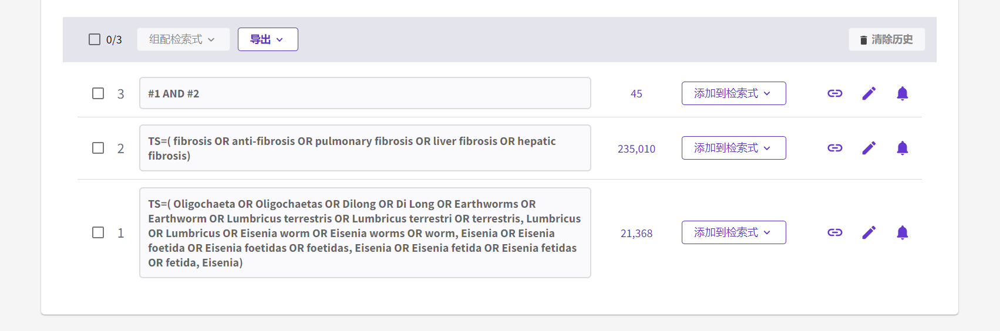 0/3 组配检索式 导出 清除历史
3 #1 AND #2 45 添加到检索式
2 TS=( fibrosis OR anti-fibrosis OR pulmonary fibrosis OR liver fibrosis OR hepatic
fibrosis) 235,010 添加到检索式
1 TS=( Oligochaeta OR Oligochaetas OR Dilong OR Di Long OR Earthworms OR
Earthworm OR Lumbricus terrestris OR Lumbricus terrestri OR terrestris, Lumbricus
OR Lumbricus OR Eisenia worm OR Eisenia worms OR worm, Eisenia OR Eisenia
foetida OR Eisenia foetidas OR foetidas, Eisenia OR Eisenia fetida OR Eisenia fetidas
OR fetida, Eisenia) 21,368 添加到检索式